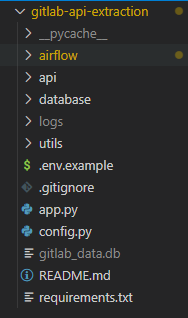 gitlab-api-extraction
__pycache__
airflow
api
database
logs
utils
.env.example
.gitignore
app.py
config.py
gitlab_data.db
README.md
requirements.txt